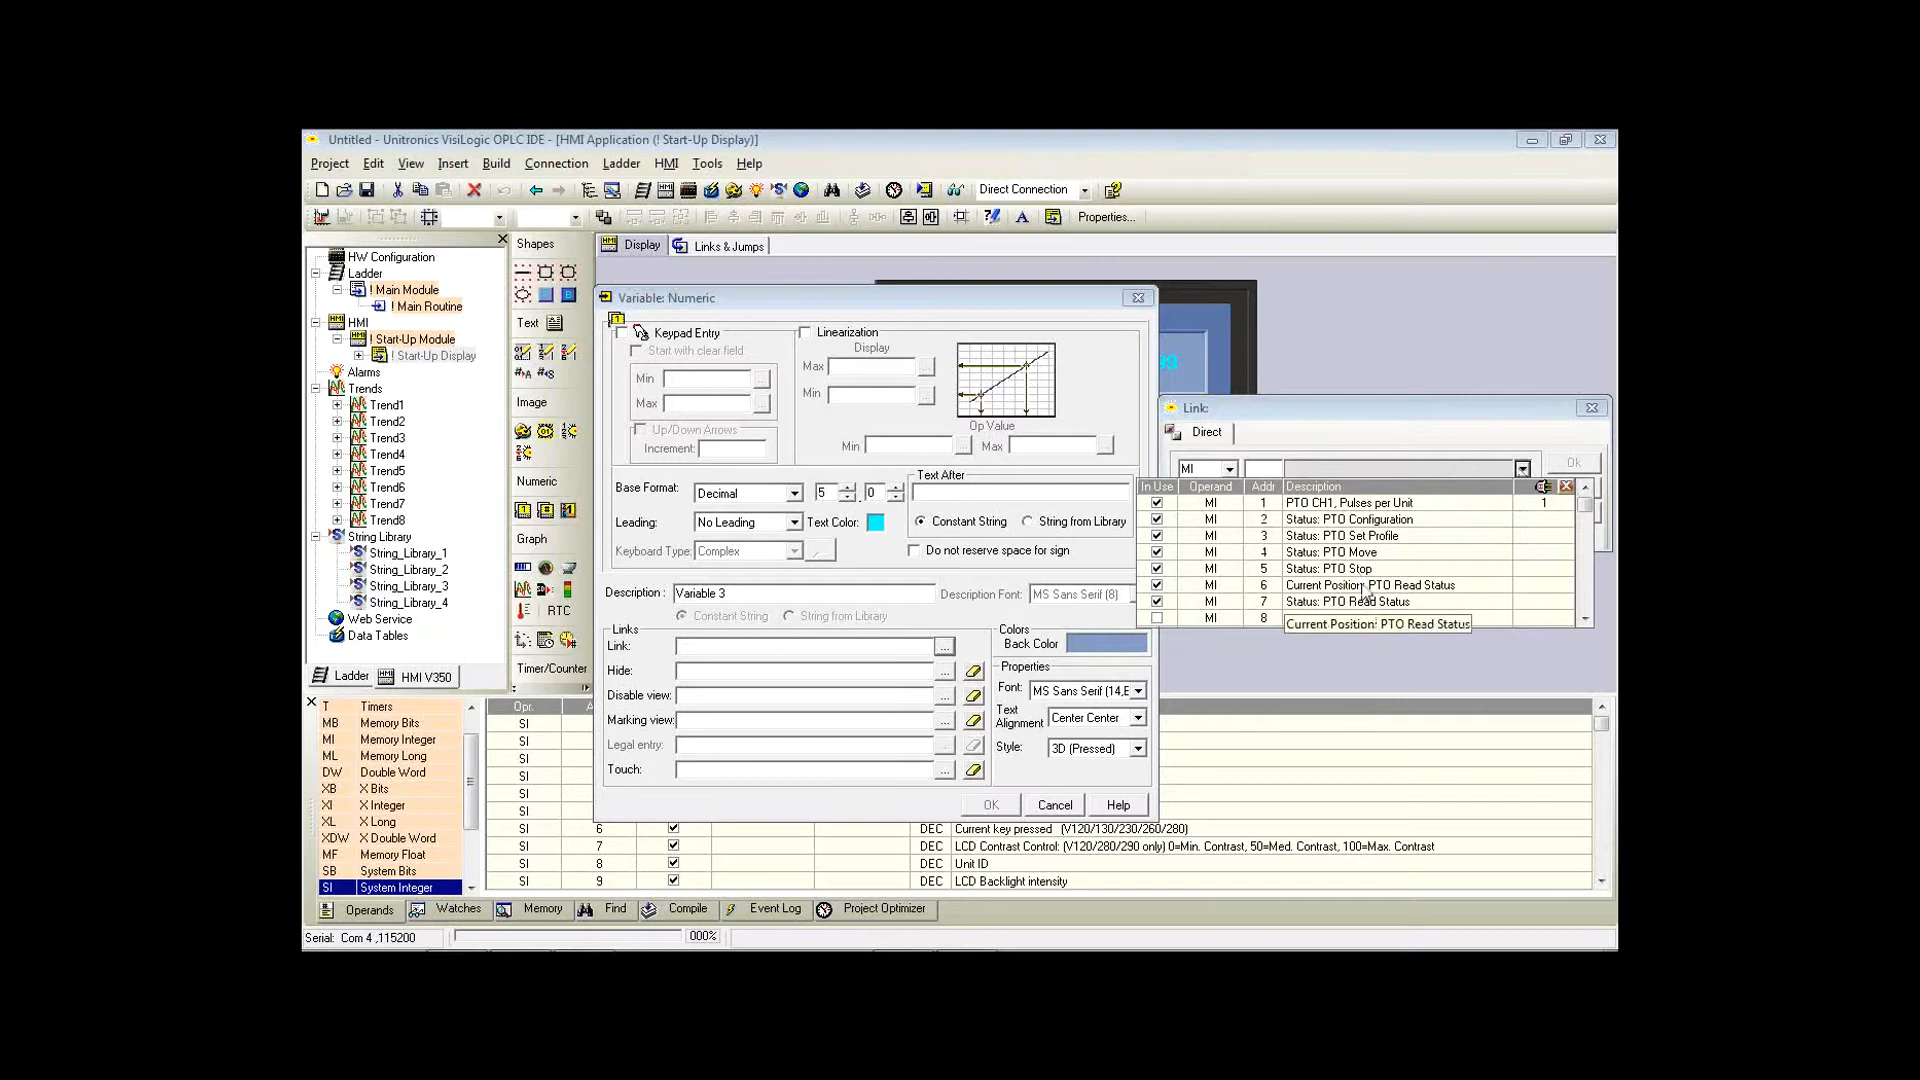 Untitled - Unitronics VisiLogic OPLC IDE - [HMI Application (! Start-Up Display)]
Project Edit View Insert Build Connection Ladder HMI Tools Help
Direct Connection
Properties...
HW Configuration
Ladder
! Main Module
! Main Routine
HMI
! Start-Up Module
! Start-Up Display
Alarms
Trends
Trend1
Trend2
Trend3
Trend4
Trend5
Trend6
Trend7
Trend8
String Library
String_Library_1
String_Library_2
String_Library_3
String_Library_4
Web Service
Data Tables
Ladder HMI V350
Shapes
Text
Image
Numeric
Graph
RTC
Timer/Counter
Display Links & Jumps
Variable: Numeric
Keypad Entry
Start with clear field
Min
Max
Up/Down Arrows
Increment:
Linearization
Display
Max
Min
Op Value
Min Max
Base Format: Decimal 5 . 0
Leading: No Leading Text Color:
Keyboard Type: Complex
Text After
Constant String String from Library
Do not reserve space for sign
Description: Variable 3 Description Font: MS Sans Serif (8)
Constant String String from Library
Links
Link: ...
Hide: ...
Disable view: ...
Marking view: ...
Legal entry: ...
Touch: ...
Colors
Back Color
Properties
Font: MS Sans Serif (14,E
Text Alignment Center Center
Style: 3D (Pressed)
OK Cancel Help
Link:
Direct
MI
Ok
In Use Operand Addr Description
MI 1 PTO CH1, Pulses per Unit 1
MI 2 Status: PTO Configuration
MI 3 Status: PTO Set Profile
MI 4 Status: PTO Move
MI 5 Status: PTO Stop
MI 6 Current Position: PTO Read Status
MI 7 Status: PTO Read Status
MI 8
Current Position: PTO Read Status
T Timers
MB Memory Bits
MI Memory Integer
ML Memory Long
DW Double Word
XB X Bits
XI X Integer
XL X Long
XDW X Double Word
MF Memory Float
SB System Bits
SI System Integer
Opr.
SI
SI
SI
SI
SI
SI
SI 6 DEC Current key pressed (V120/130/230/260/280)
SI 7 DEC LCD Contrast Control: (V120/280/290 only) 0=Min. Contrast, 50=Med. Contrast, 100=Max. Contrast
SI 8 DEC Unit ID
SI 9 DEC LCD Backlight intensity
Operands Watches Memory Find Compile Event Log Project Optimizer
Serial: Com 4 ,115200 000%